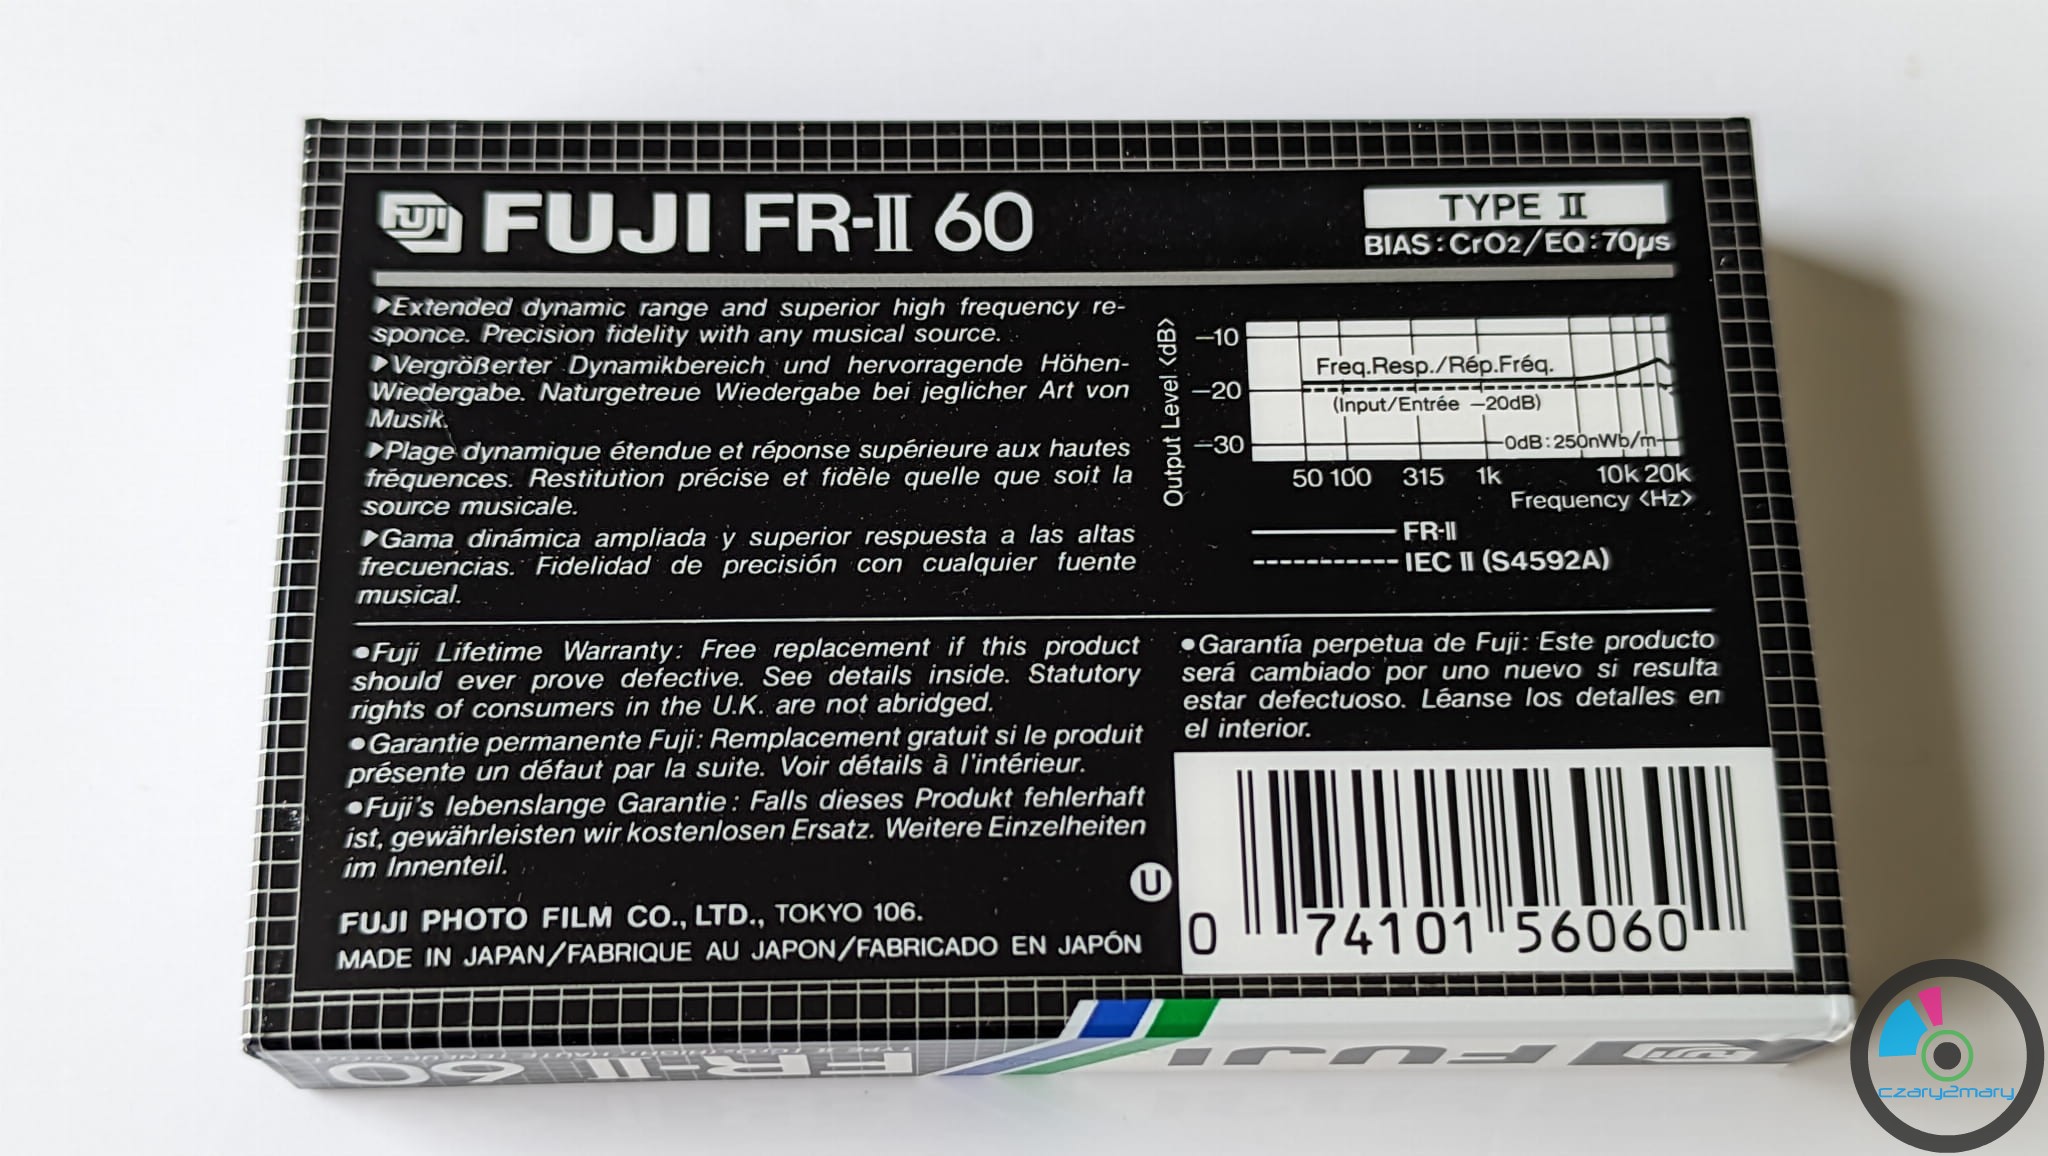 FUJI FUJI FR-II 60
TYPE II
BIAS:CrO2/EQ:70µs
▶Extended dynamic range and superior high frequency re-
sponce. Precision fidelity with any musical source.
▶Vergrößerter Dynamikbereich und hervorragende Höhen-
Wiedergabe. Naturgetreue Wiedergabe bei jeglicher Art von
Musik.
▶Plage dynamique étendue et réponse supérieure aux hautes
fréquences. Restitution précise et fidèle quelle que soit la
source musicale.
▶Gama dinámica ampliada y superior respuesta a las altas
frecuencias. Fidelidad de precisión con cualquier fuente
musical.
Output Level <dB>
-10
-20
-30
Freq.Resp./Rép.Fréq.
(Input/Entrée -20dB)
0dB:250nWb/m
50 100 315 1k 10k 20k
Frequency <Hz>
FR-II
IEC II (S4592A)
●Fuji Lifetime Warranty: Free replacement if this product
should ever prove defective. See details inside. Statutory
rights of consumers in the U.K. are not abridged.
●Garantie permanente Fuji: Remplacement gratuit si le produit
présente un défaut par la suite. Voir détails à l'intérieur.
●Fuji's lebenslange Garantie: Falls dieses Produkt fehlerhaft
ist, gewährleisten wir kostenlosen Ersatz. Weitere Einzelheiten
im Innenteil.
●Garantía perpetua de Fuji: Este producto
será cambiado por uno nuevo si resulta
estar defectuoso. Léanse los detalles en
el interior.
FUJI PHOTO FILM CO., LTD., TOKYO 106.
MADE IN JAPAN/FABRIQUE AU JAPON/FABRICADO EN JAPÓN
U
0 74101 56060
FUJI FUJI FR-II 60
czary2mary